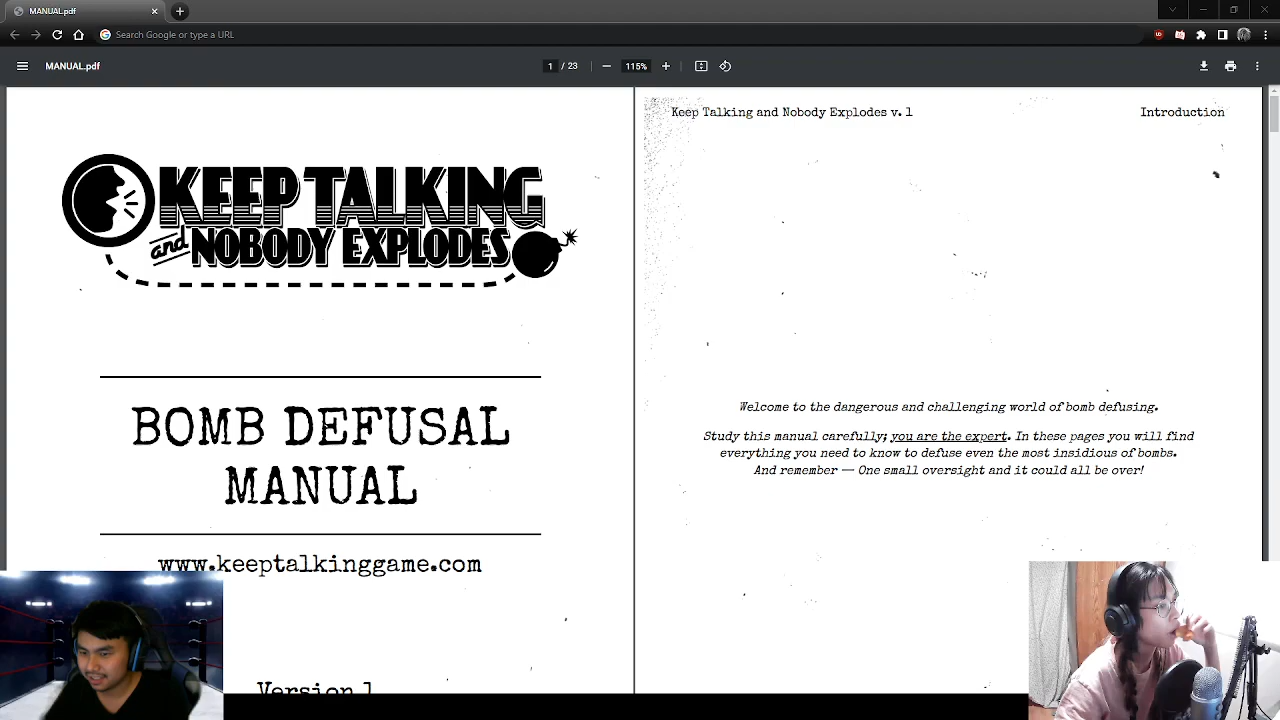 MANUAL.pdf
Search Google or type a URL
MANUAL.pdf
1 / 23
115%
KEEP TALKING
and NOBODY EXPLODES
BOMB DEFUSAL
MANUAL
www.keeptalkinggame.com
Version 1
Keep Talking and Nobody Explodes v. 1
Introduction
Welcome to the dangerous and challenging world of bomb defusing.
Study this manual carefully; you are the expert. In these pages you will find
everything you need to know to defuse even the most insidious of bombs.
And remember — One small oversight and it could all be over!